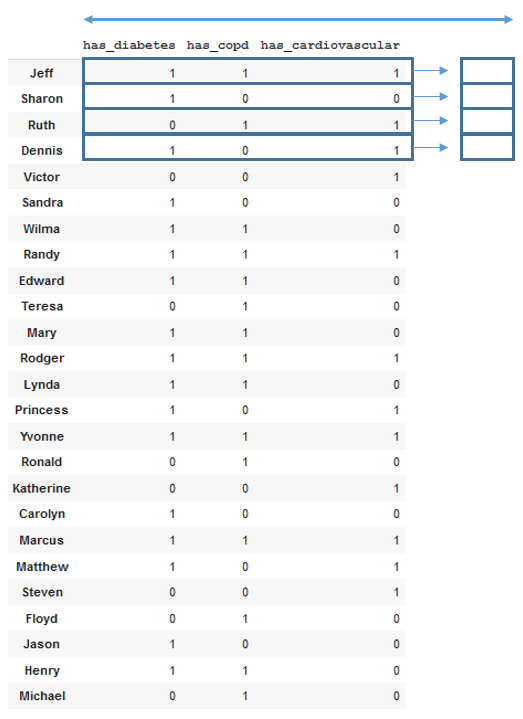 has_diabetes has_copd has_cardiovascular
Jeff 1 1 1
Sharon 1 0 0
Ruth 0 1 1
Dennis 1 0 1
Victor 0 0 1
Sandra 1 0 0
Wilma 1 1 0
Randy 1 1 1
Edward 1 1 0
Teresa 0 1 0
Mary 1 1 0
Rodger 1 1 1
Lynda 1 1 0
Princess 1 0 1
Yvonne 1 1 1
Ronald 0 1 0
Katherine 0 0 1
Carolyn 1 0 0
Marcus 1 1 1
Matthew 1 0 1
Steven 0 0 1
Floyd 0 1 0
Jason 1 0 0
Henry 1 1 0
Michael 0 1 0